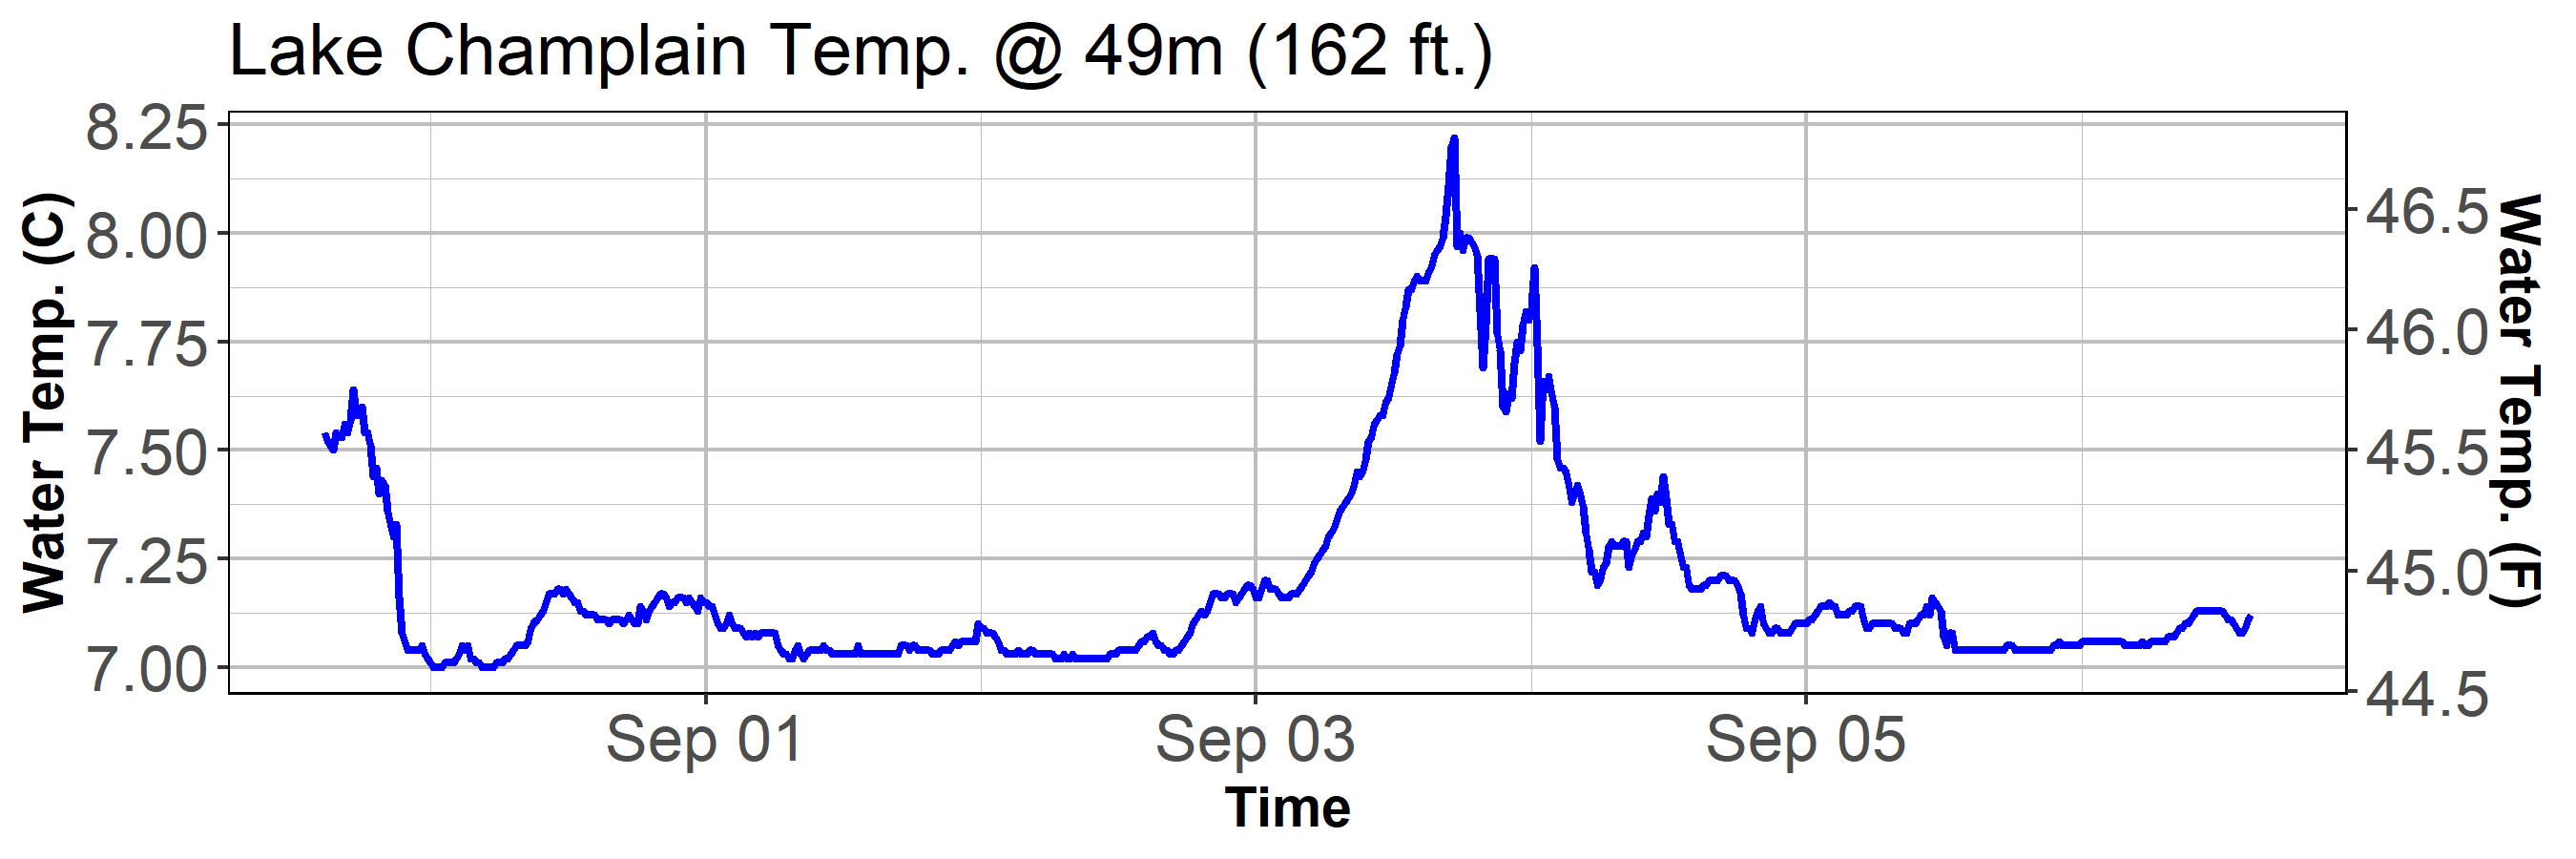 Lake Champlain Temp. @ 49m (162 ft.)
Water Temp. (C)
8.25
8.00
7.75
7.50
7.25
7.00
46.5
46.0
45.5
45.0
44.5
Water Temp. (F)
Sep 01
Sep 03
Sep 05
Time